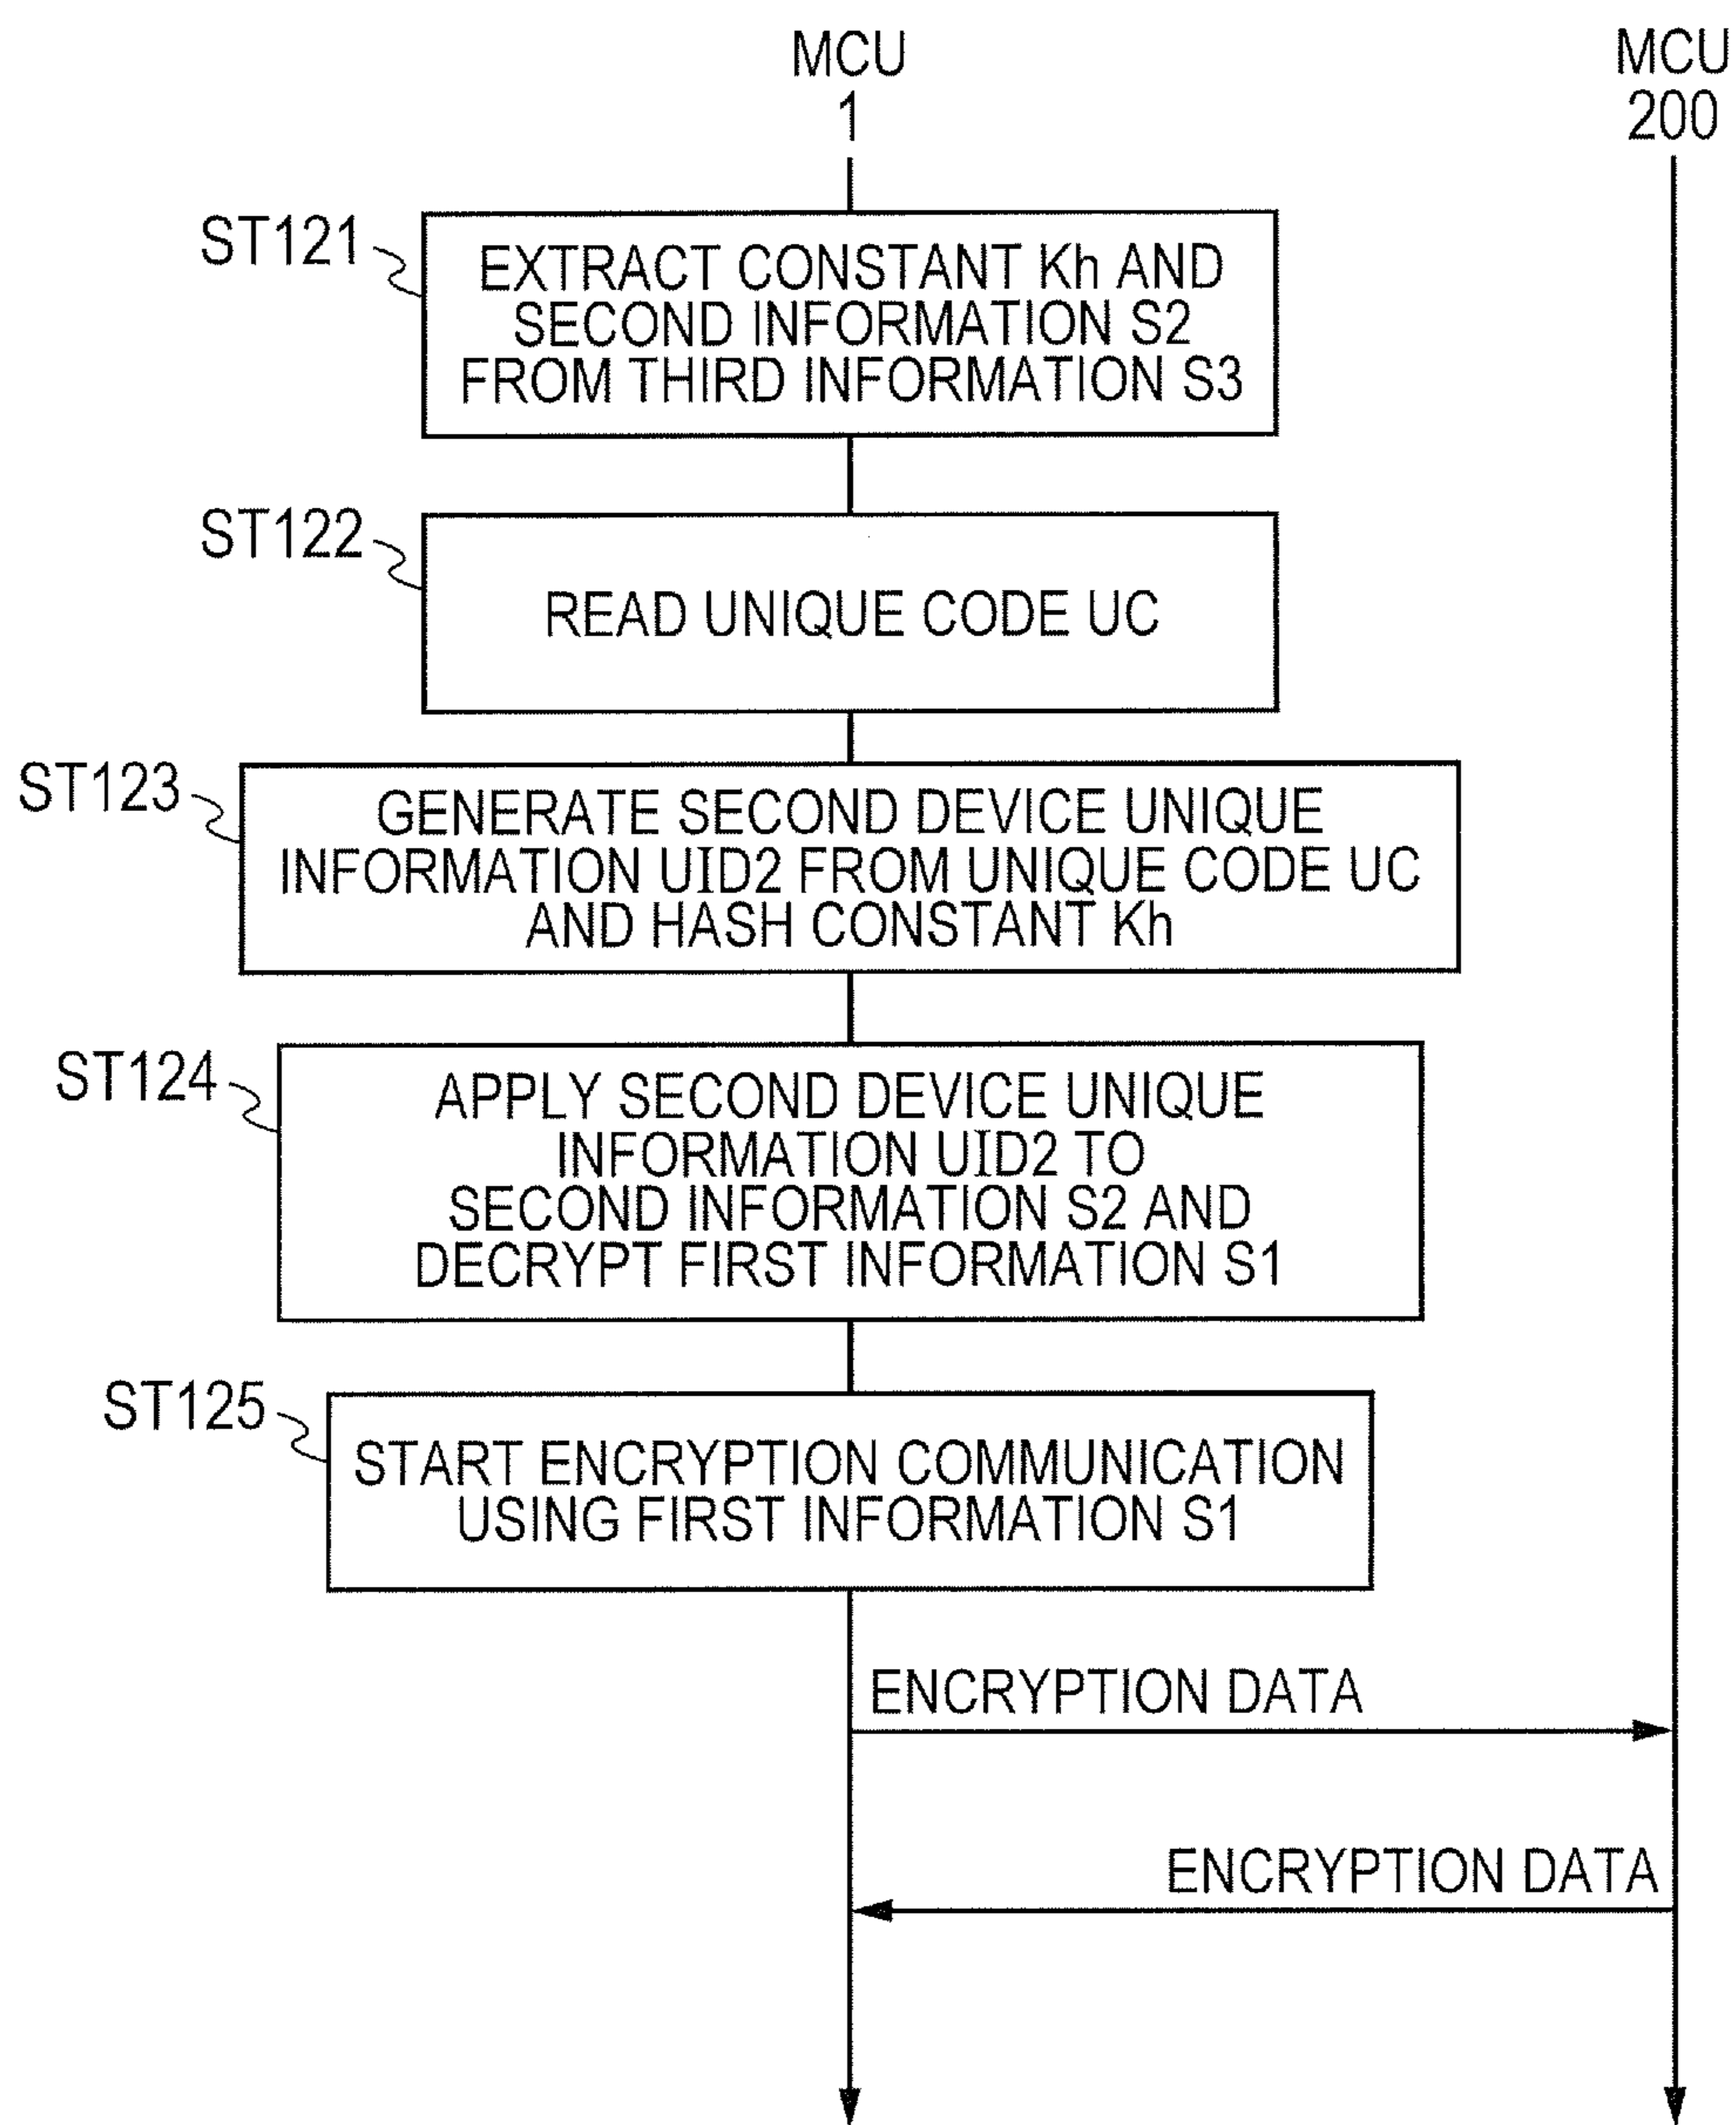 MCU
1
MCU
200
ST121
EXTRACT CONSTANT Kh AND
SECOND INFORMATION S2
FROM THIRD INFORMATION S3
ST122
READ UNIQUE CODE UC
ST123
GENERATE SECOND DEVICE UNIQUE
INFORMATION UID2 FROM UNIQUE CODE UC
AND HASH CONSTANT Kh
ST124
APPLY SECOND DEVICE UNIQUE
INFORMATION UID2 TO
SECOND INFORMATION S2 AND
DECRYPT FIRST INFORMATION S1
ST125
START ENCRYPTION COMMUNICATION
USING FIRST INFORMATION S1
ENCRYPTION DATA
ENCRYPTION DATA